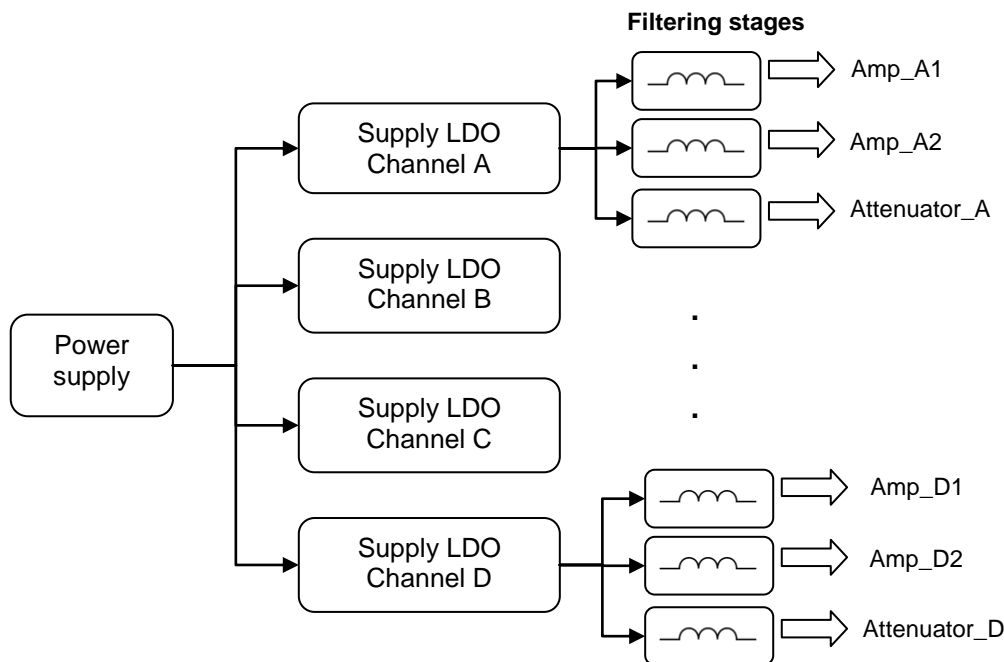 Filtering stages
Amp_A1
Supply LDO
Channel A
Amp_A2
Attenuator_A
Supply LDO
Channel B
Power
supply
Supply LDO
Channel C
Amp_D1
Supply LDO
Channel D
Amp_D2
Attenuator_D